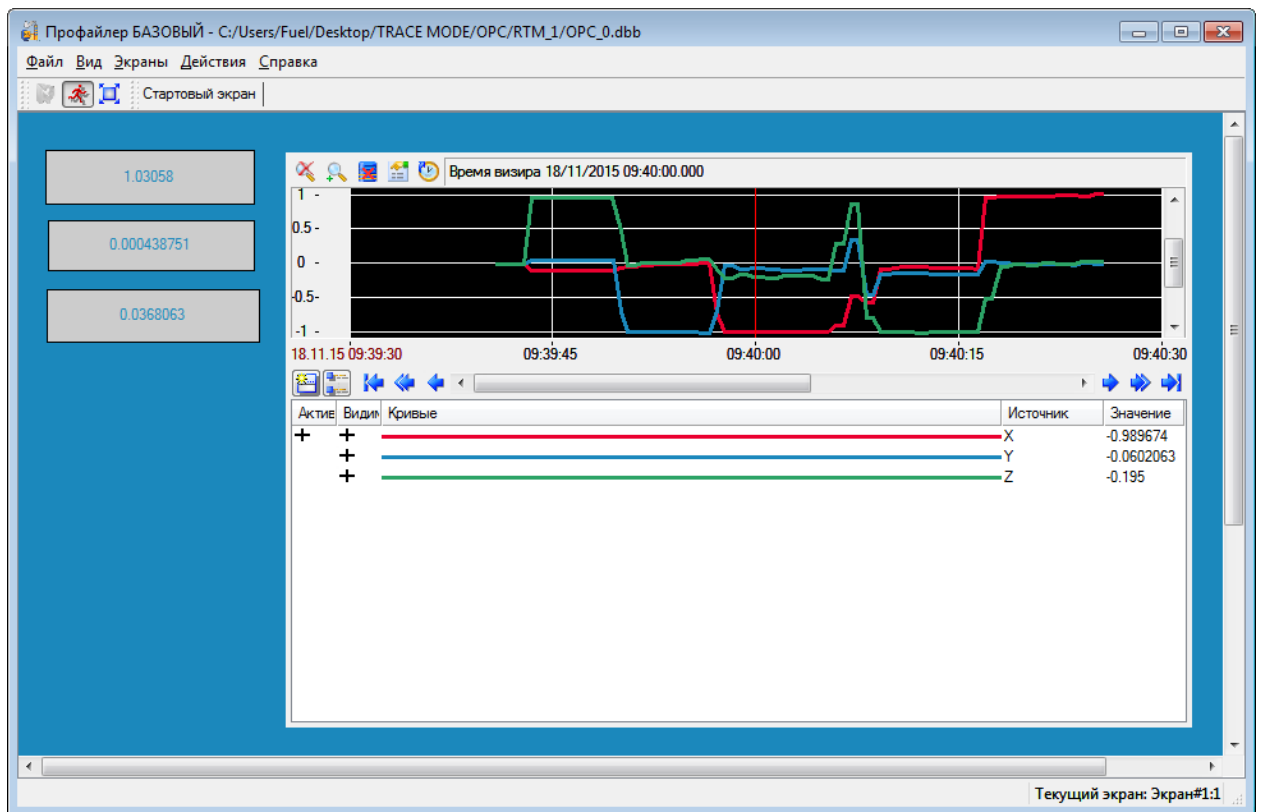 Профайлер БАЗОВЫЙ - C:/Users/Fuel/Desktop/TRACE MODE/OPC/RTM_1/OPC_0.dbb
Файл Вид Экраны Действия Справка
Стартовый экран
1.03058
0.000438751
0.0368063
Время визира 18/11/2015 09:40:00.000
1 -
0.5 -
0 -
-0.5-
-1 -
18.11.15 09:39:30 09:39:45 09:40:00 09:40:15 09:40:30
Актив Видим Кривые Источник Значение
X -0.989674
Y -0.0602063
Z -0.195
Текущий экран: Экран#1:1